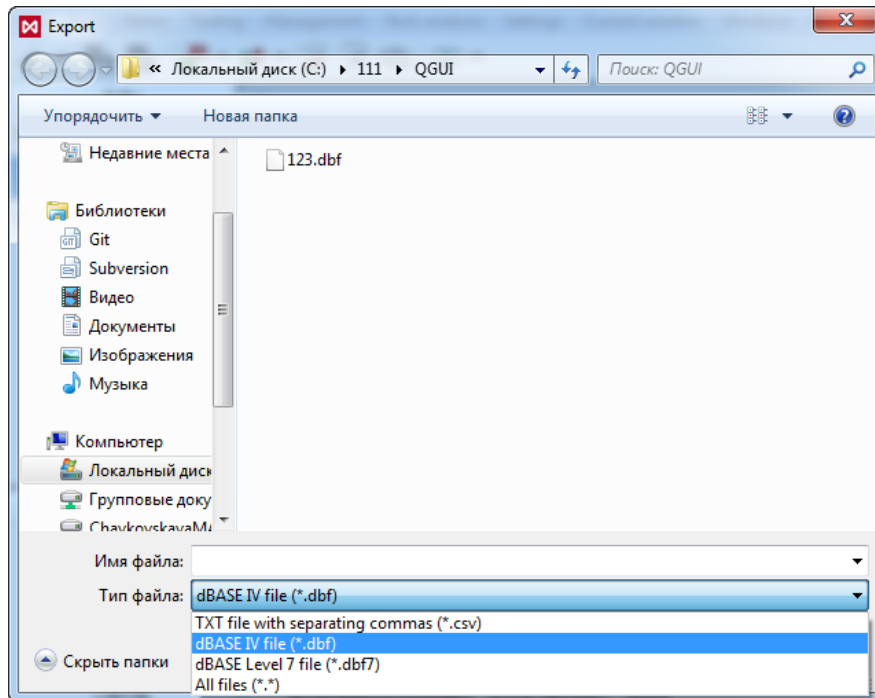 Export
« Локальный диск (C:) 111 QGUI
Поиск: QGUI
Упорядочить
Новая папка
Недавние места
123.dbf
Библиотеки
Git
GIT
Subversion
Видео
Документы
Изображения
Музыка
Компьютер
Локальный диск
Групповые доку
ChaykovskayaMA
Имя файла:
Тип файла: dBASE IV file (*.dbf)
TXT file with separating commas (*.csv)
dBASE IV file (*.dbf)
Скрыть папки
dBASE Level 7 file (*.dbf7)
All files (*.*)